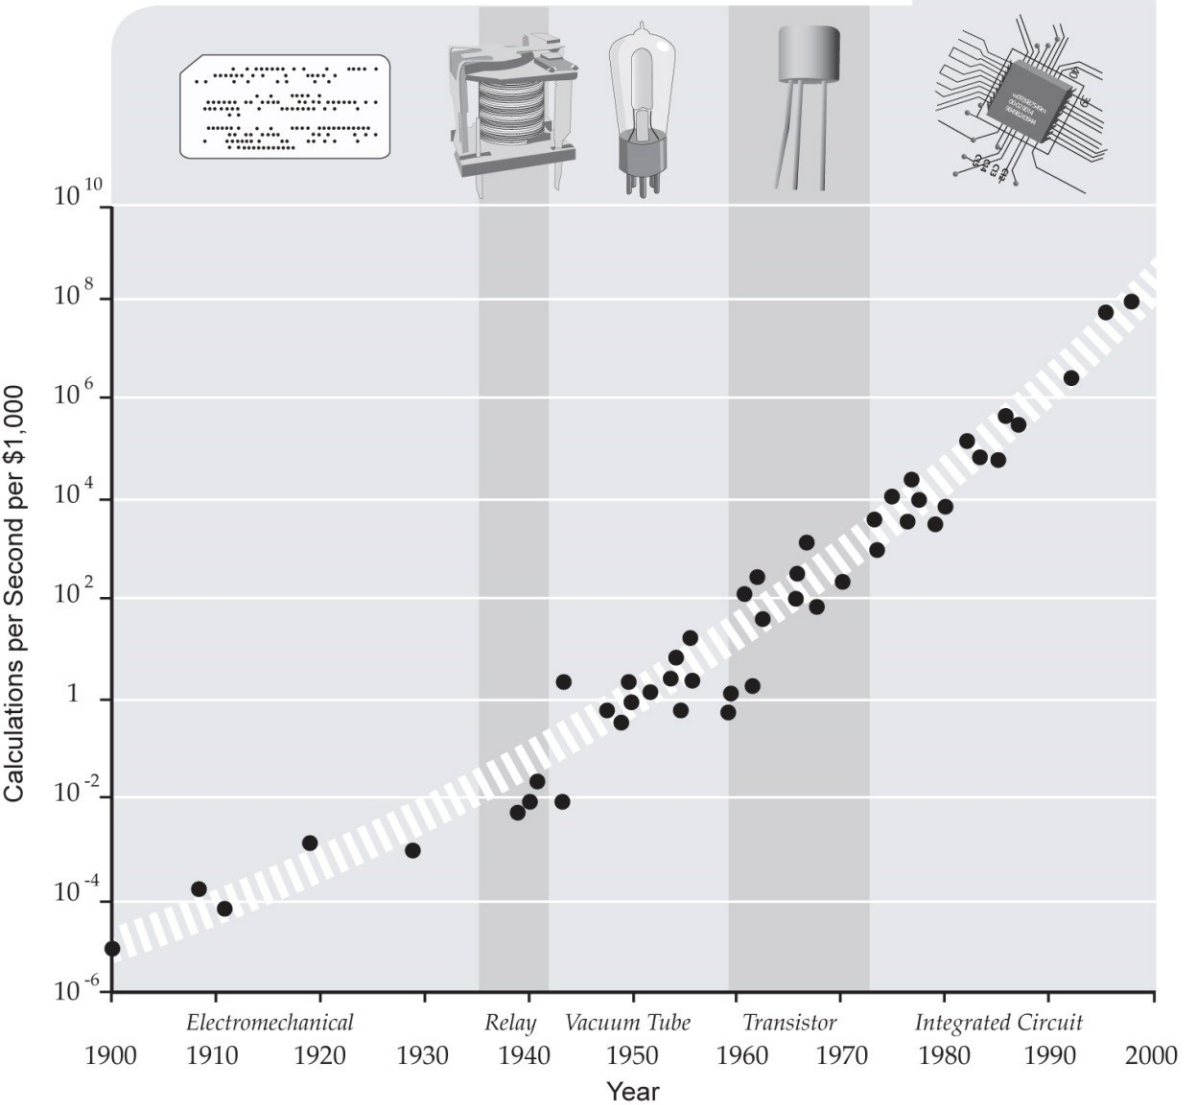 10^10
10^8
10^6
10^4
10^2
1
10^-2
10^-4
10^-6
Calculations per Second per $1,000
Electromechanical Relay Vacuum Tube Transistor Integrated Circuit
1900 1910 1920 1930 1940 1950 1960 1970 1980 1990 2000
Year